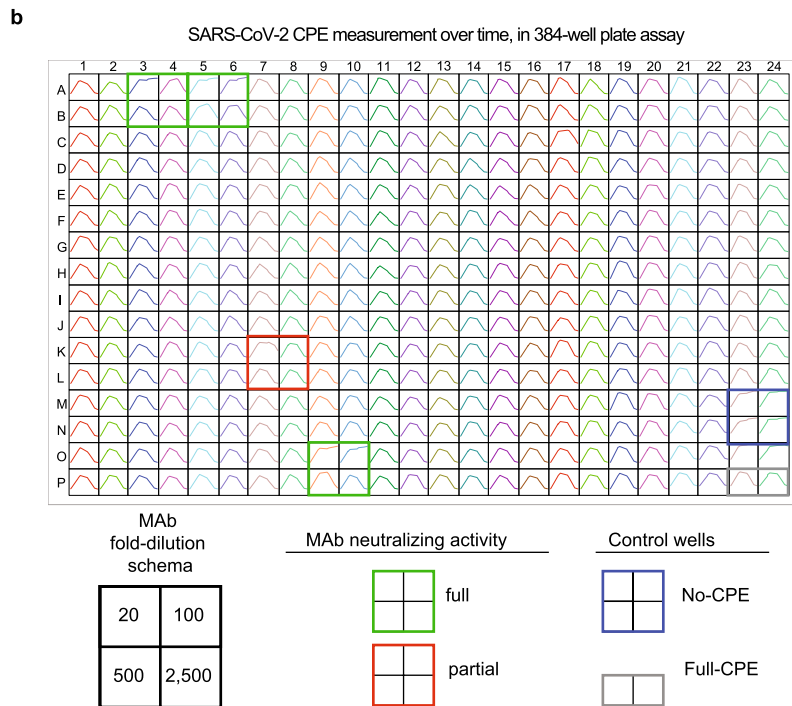 b
SARS-CoV-2 CPE measurement over time, in 384-well plate assay
1 2 3 4 5 6 7 8 9 10 11 12 13 14 15 16 17 18 19 20 21 22 23 24
A
B
C
D
E
F
G
H
I
J
K
L
M
N
O
P
MAb
fold-dilution
schema
20 100
500 2,500
MAb neutralizing activity
full
partial
Control wells
No-CPE
Full-CPE